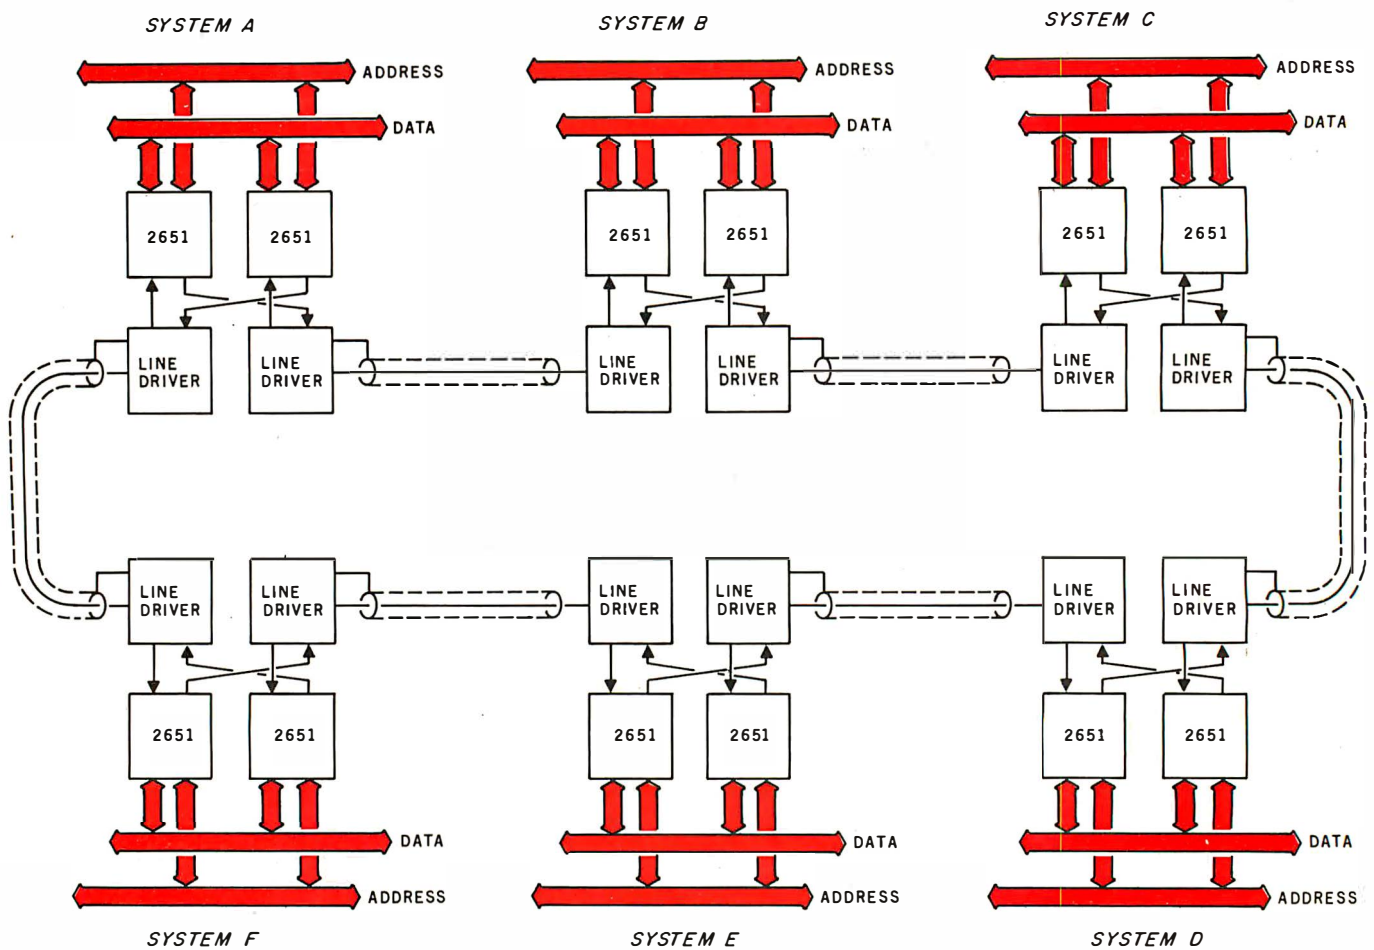 SYSTEM A
SYSTEM B
SYSTEM C
ADDRESS
ADDRESS
ADDRESS
DATA
DATA
DATA
2651
2651
2651
2651
2651
2651
LINE
DRIVER
LINE
DRIVER
LINE
DRIVER
LINE
DRIVER
LINE
DRIVER
LINE
DRIVER
LINE
DRIVER
LINE
DRIVER
LINE
DRIVER
LINE
DRIVER
LINE
DRIVER
LINE
DRIVER
2651
2651
2651
2651
2651
2651
DATA
DATA
DATA
ADDRESS
ADDRESS
ADDRESS
SYSTEM F
SYSTEM E
SYSTEM D